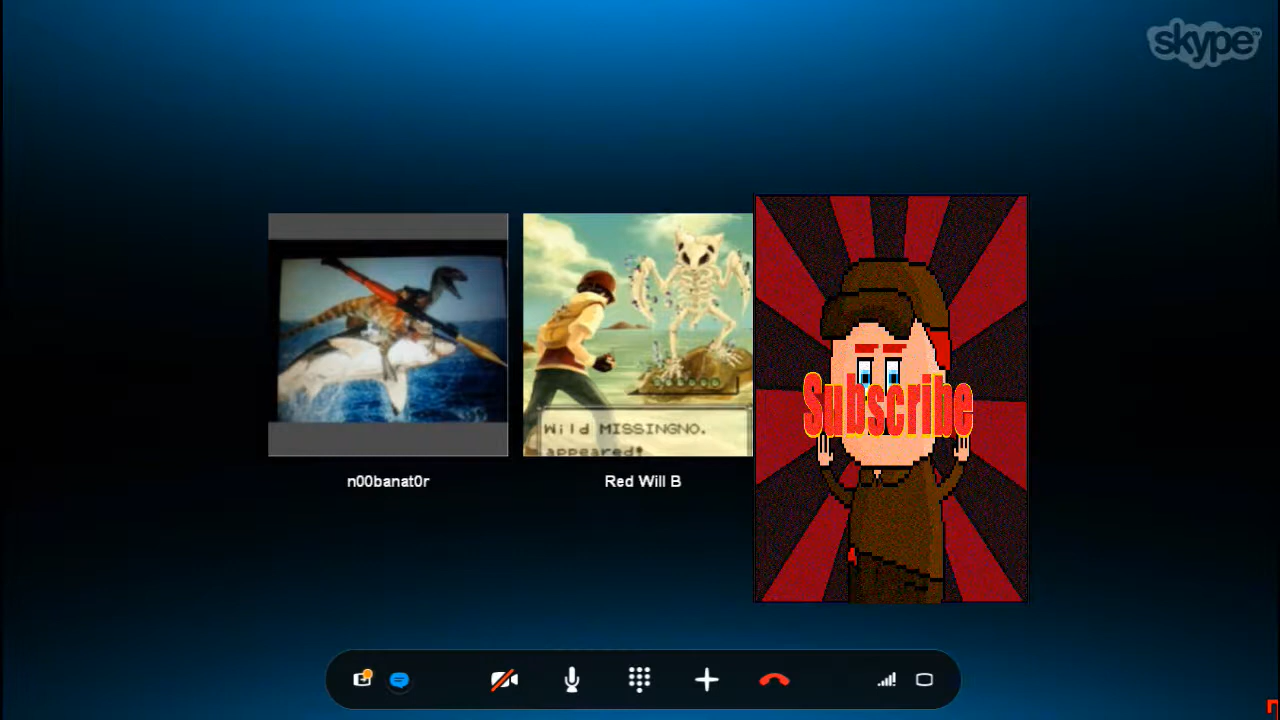 skype
Subscribe
Wild MISSINGNO.
appeared!
n00banat0r
Red Will B